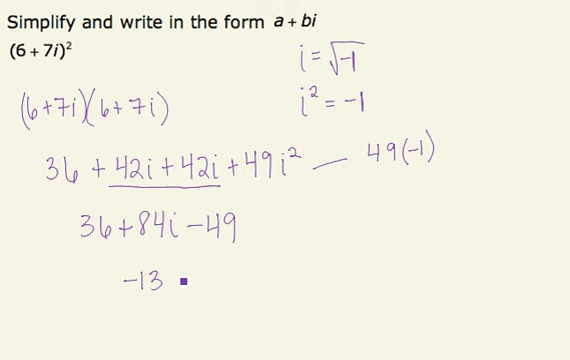 Simplify and write in the form a + bi
(6 + 7i)²
i = √-1
i² = -1
(6+7i)(6+7i)
36 + 42i + 42i + 49i² — 49(-1)
36 + 84i - 49
-13